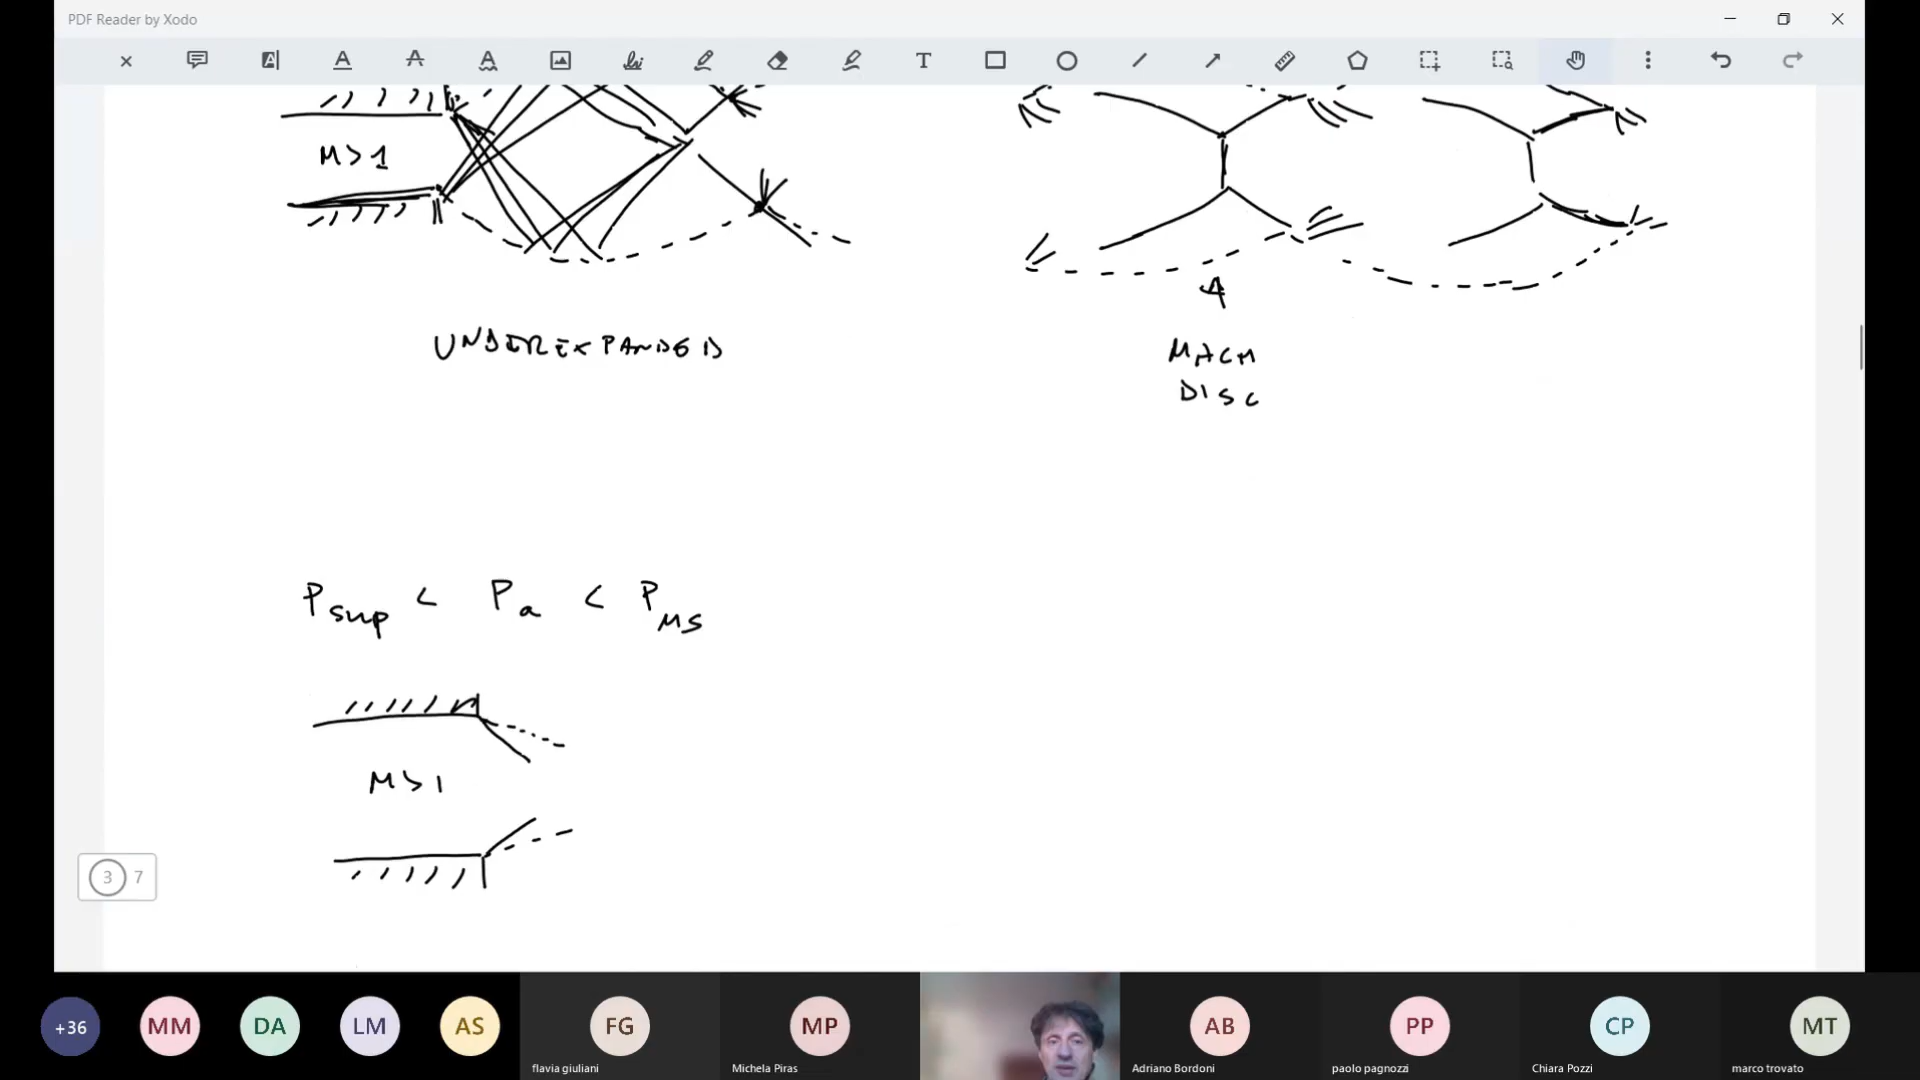 PDF Reader by Xodo
M>1
UNDEREXPANDED
MACH
DISC
Psup < Pa < PMS
M>1
3 7
+36
MM
DA
LM
AS
FG
MP
AB
PP
CP
MT
flavia giuliani
Michela Piras
Adriano Bordoni
paolo pagnozzi
Chiara Pozzi
marco trovato